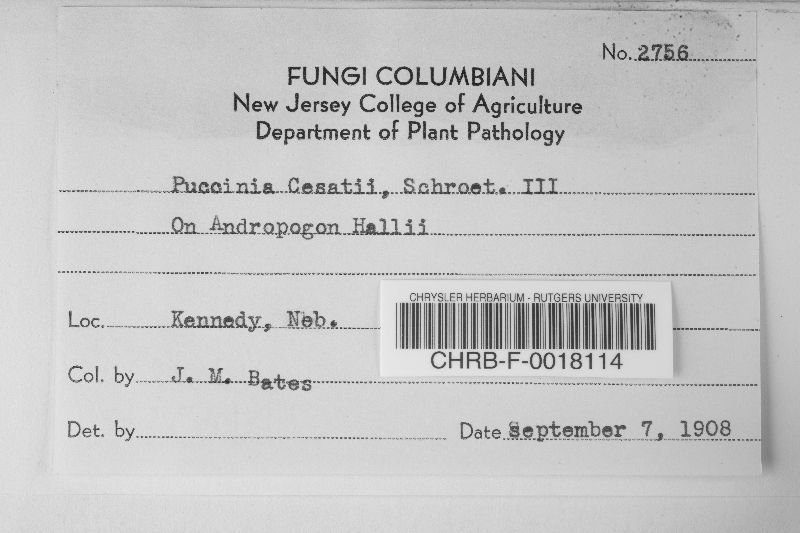 No. 2756
FUNGI COLUMBIANI
New Jersey College of Agriculture
Department of Plant Pathology
Puccinia Cesatii, Schroet. III
On Andropogon Hallii
Loc. Kennedy, Neb.
CHRYSLER HERBARIUM - RUTGERS UNIVERSITY
CHRB-F-0018114
Col. by J. M. Bates
Det. by
Date September 7, 1908